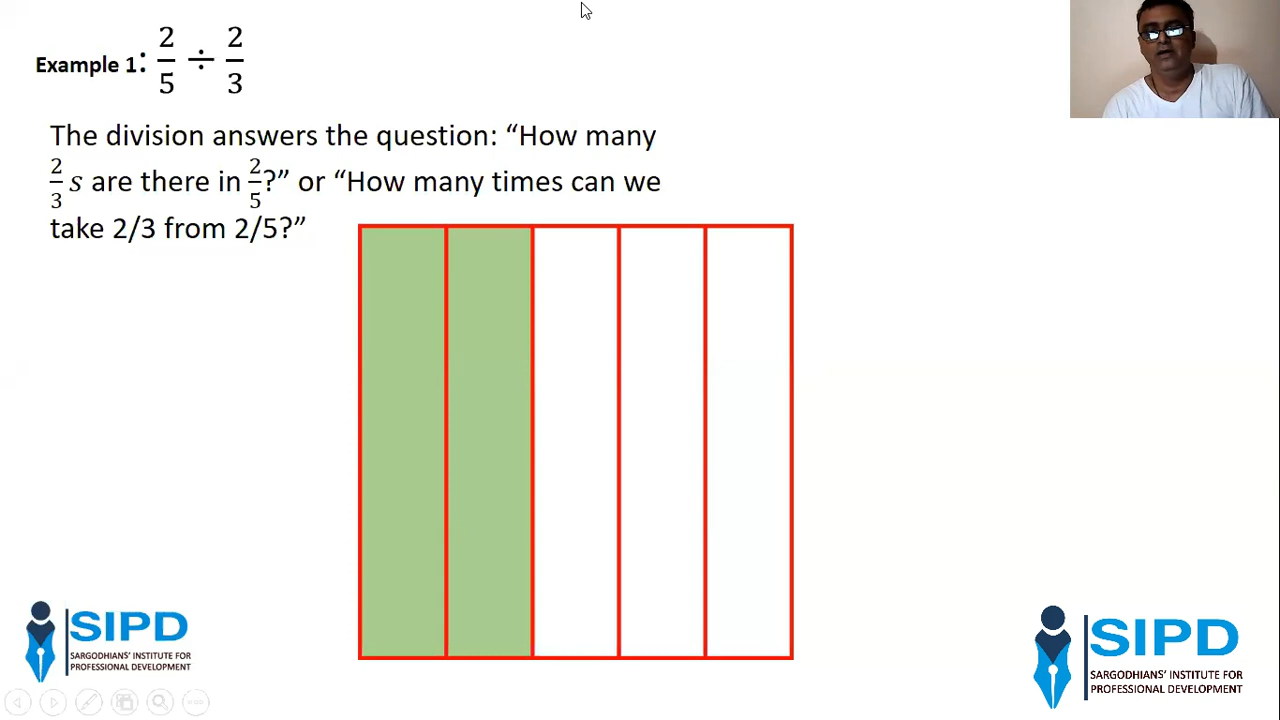 Example 1: 2/5 ÷ 2/3
The division answers the question: “How many
2/3 s are there in 2/5?” or “How many times can we
take 2/3 from 2/5?”
SIPD
SARGODHIANS’ INSTITUTE FOR
PROFESSIONAL DEVELOPMENT
SIPD
SARGODHIANS’ INSTITUTE FOR
PROFESSIONAL DEVELOPMENT